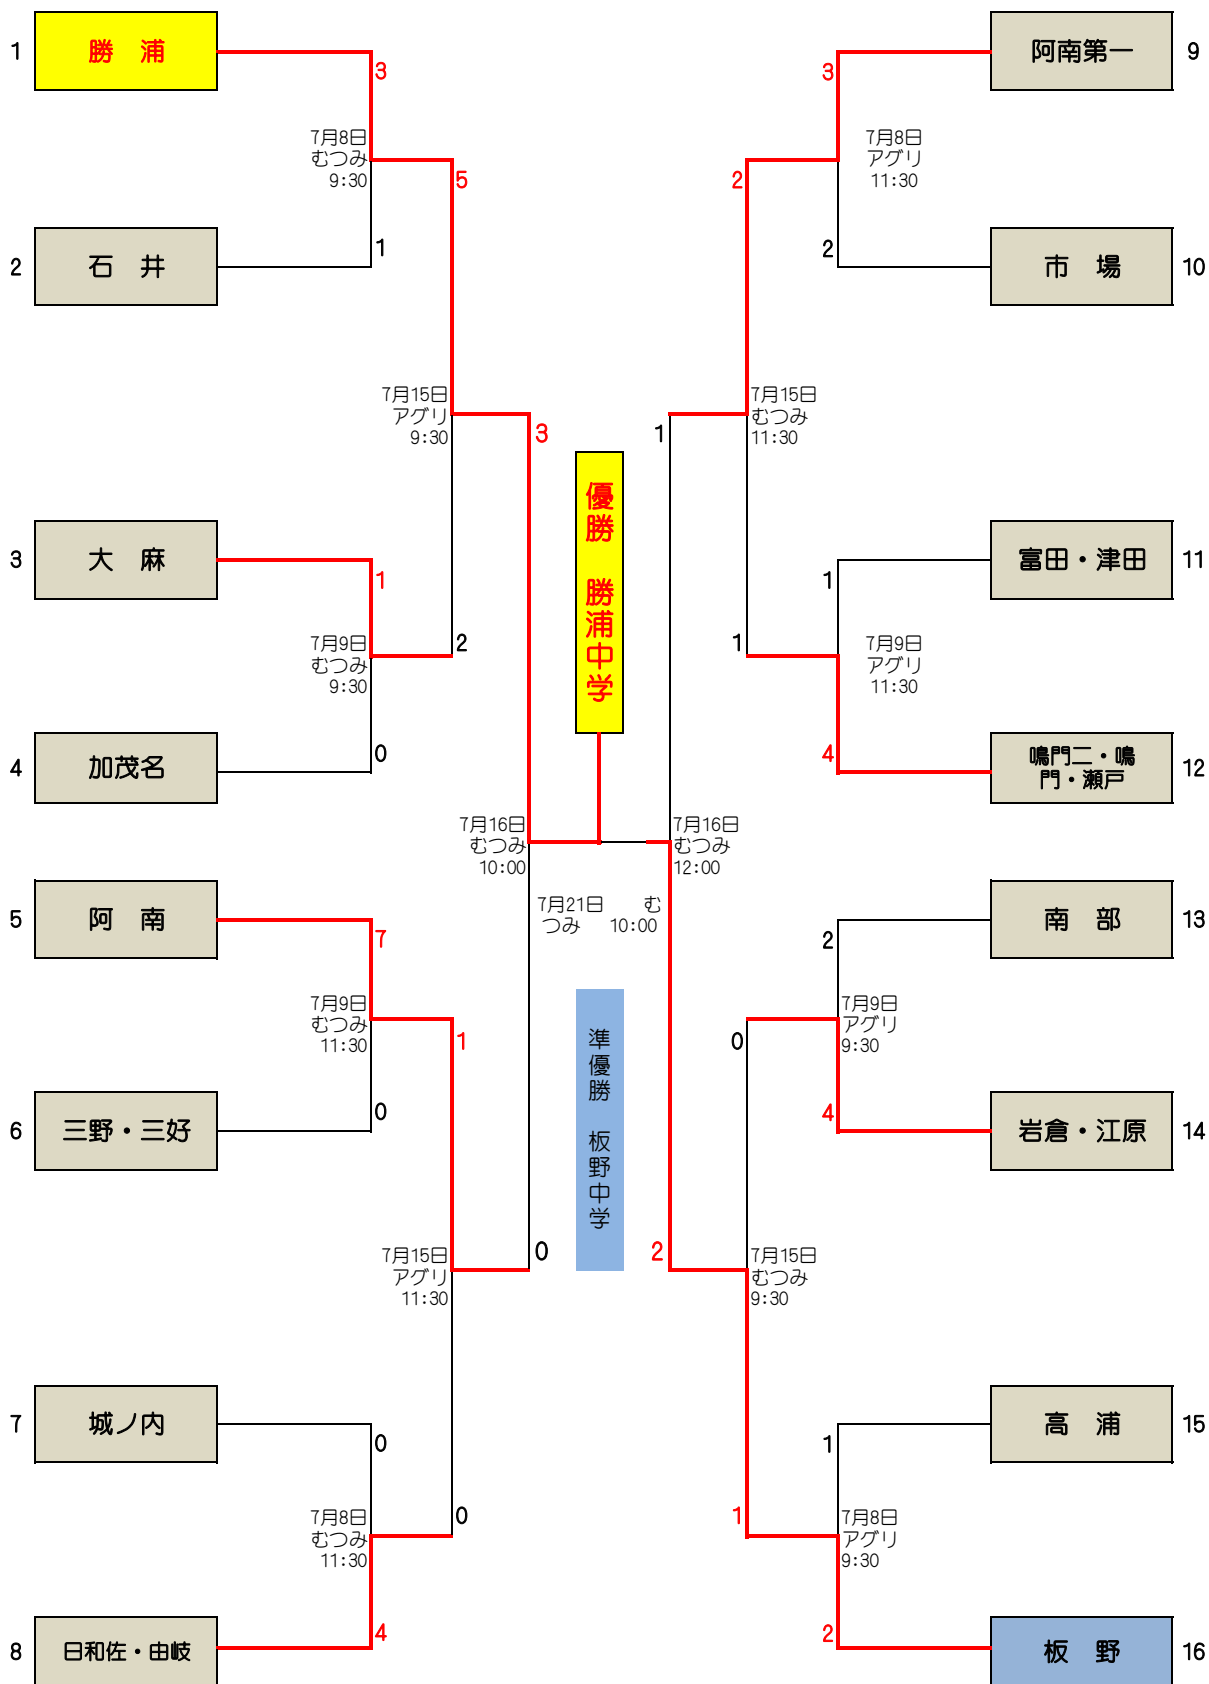 1
勝　浦
3
7月8日
むつみ
9:30
5
2
石　井
1
7月15日
アグリ
9:30
3
3
大　麻
1
7月9日
むつみ
9:30
2
4
加茂名
0
7月16日
むつみ
10:00
5
阿　南
7
7月9日
むつみ
11:30
1
6
三野・三好
0
7月15日
アグリ
11:30
0
7
城ノ内
0
7月8日
むつみ
11:30
0
8
日和佐・由岐
4
優勝　勝浦中学
7月21日　　む
つみ　10:00
準優勝　板野中学
3
阿南第一
9
7月8日
アグリ
11:30
2
2
市　場
10
7月15日
むつみ
11:30
1
1
富田・津田
11
7月9日
アグリ
11:30
1
4
鳴門二・鳴
門・瀬戸
12
7月16日
むつみ
12:00
2
南　部
13
7月9日
アグリ
9:30
0
4
岩倉・江原
14
7月15日
むつみ
9:30
2
1
高　浦
15
7月8日
アグリ
9:30
1
2
板　野
16